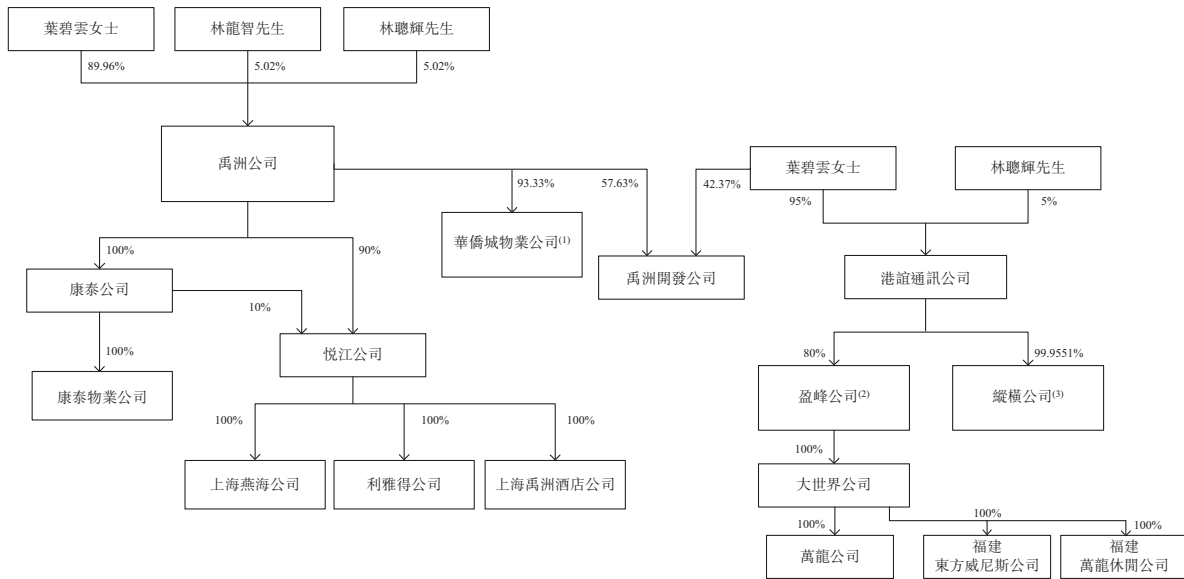 葉碧雲女士
林龍智先生
林聰輝先生
89.96%
5.02%
5.02%
禹洲公司
葉碧雲女士
林聰輝先生
93.33%
57.63%
42.37%
95%
5%
華僑城物業公司(1)
禹洲開發公司
港誼通訊公司
100%
90%
康泰公司
10%
悦江公司
100%
康泰物業公司
80%
99.9551%
盈峰公司(2)
縱橫公司(3)
100%
100%
100%
100%
上海燕海公司
利雅得公司
上海禹洲酒店公司
大世界公司
100%
100%
100%
萬龍公司
福建
東方威尼斯公司
福建
萬龍休閒公司